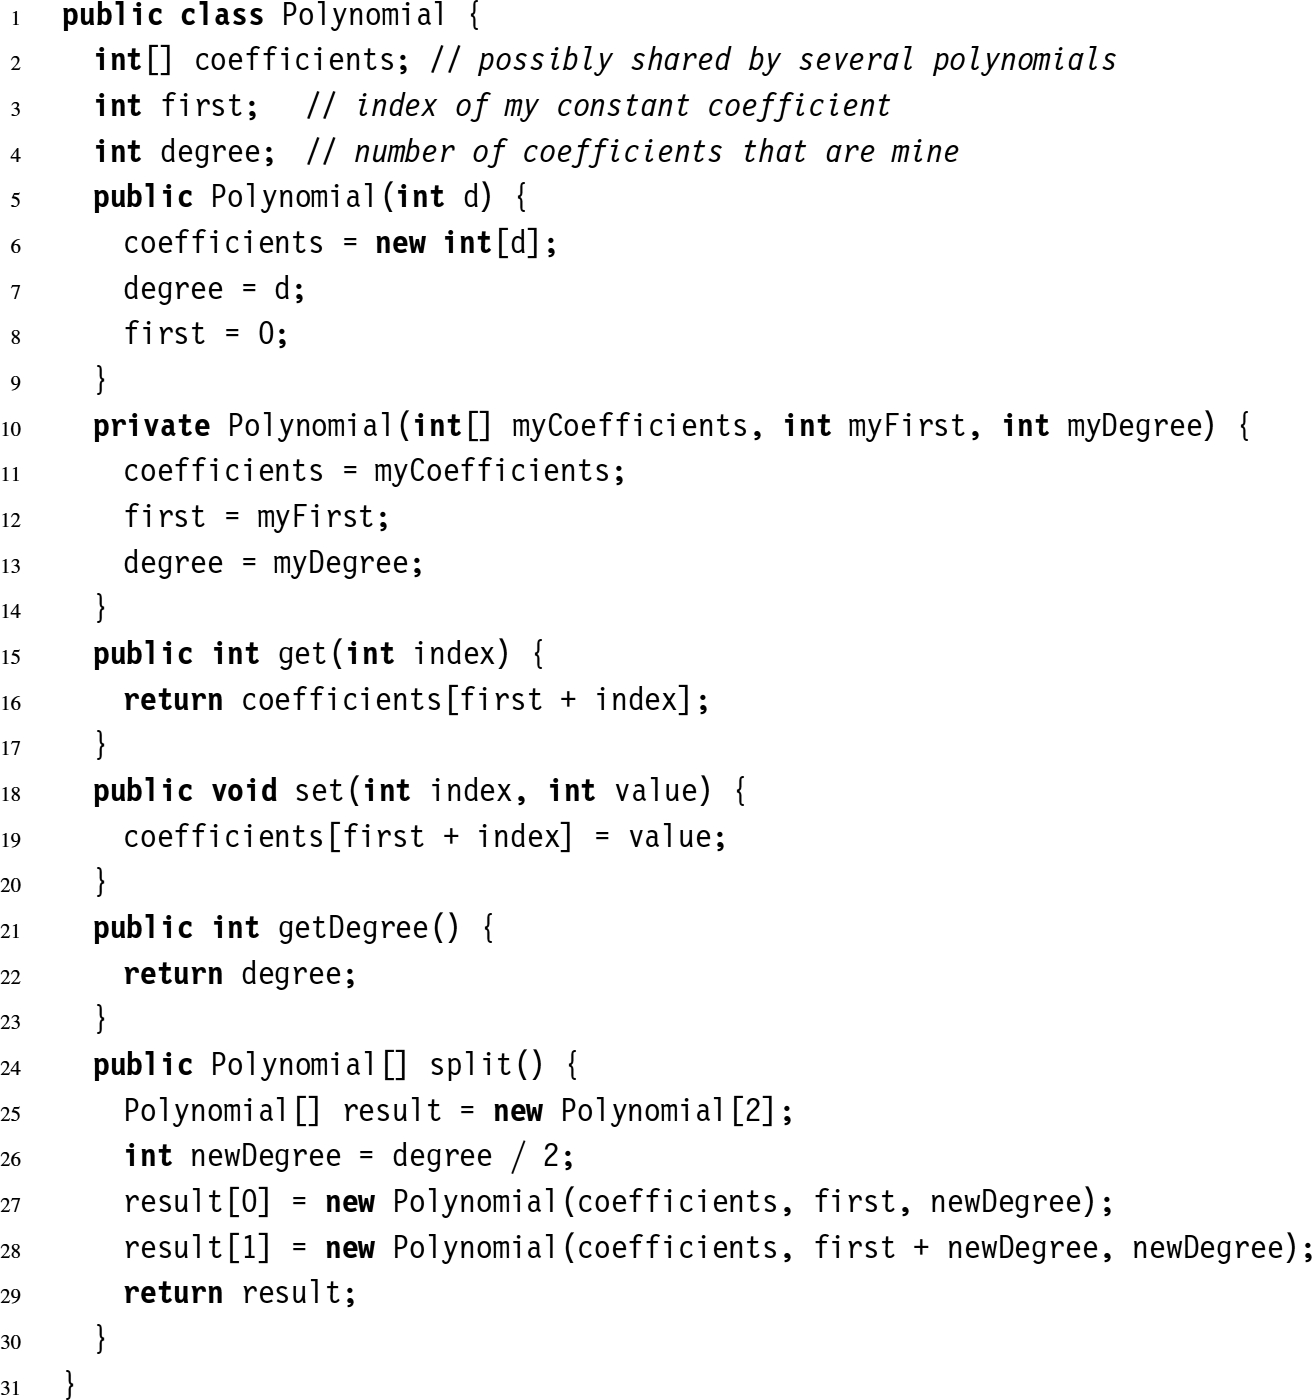 1 public class Polynomial {
2 int[] coefficients; // possibly shared by several polynomials
3 int first; // index of my constant coefficient
4 int degree; // number of coefficients that are mine
5 public Polynomial(int d) {
6 coefficients = new int[d];
7 degree = d;
8 first = 0;
9 }
10 private Polynomial(int[] myCoefficients, int myFirst, int myDegree) {
11 coefficients = myCoefficients;
12 first = myFirst;
13 degree = myDegree;
14 }
15 public int get(int index) {
16 return coefficients[first + index];
17 }
18 public void set(int index, int value) {
19 coefficients[first + index] = value;
20 }
21 public int getDegree() {
22 return degree;
23 }
24 public Polynomial[] split() {
25 Polynomial[] result = new Polynomial[2];
26 int newDegree = degree / 2;
27 result[0] = new Polynomial(coefficients, first, newDegree);
28 result[1] = new Polynomial(coefficients, first + newDegree, newDegree);
29 return result;
30 }
31 }